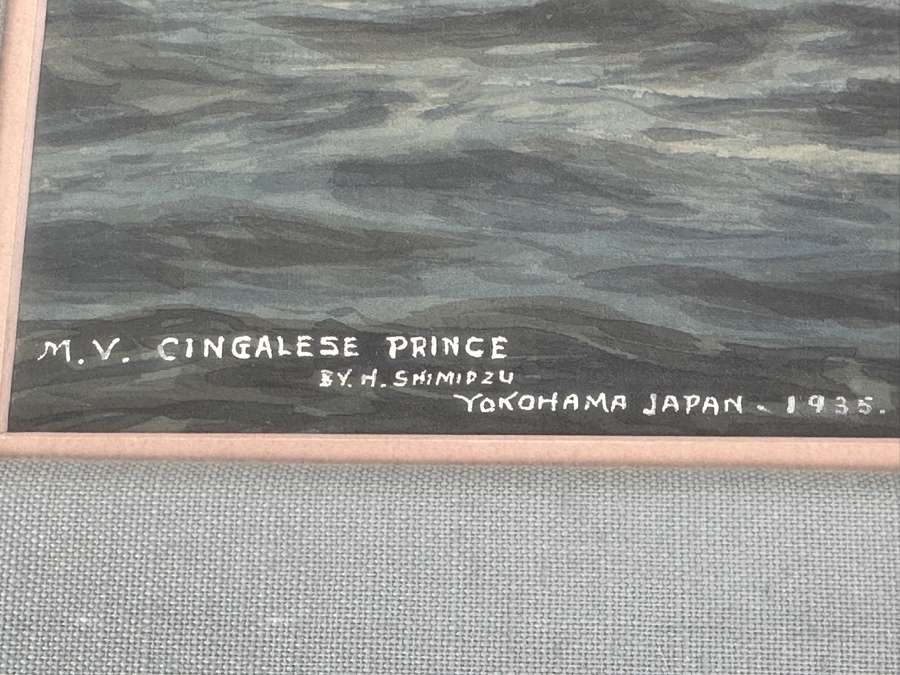 M.V. CINGALESE PRINCE
BY. H. SHIMIDZU
YOKOHAMA JAPAN - 1935.